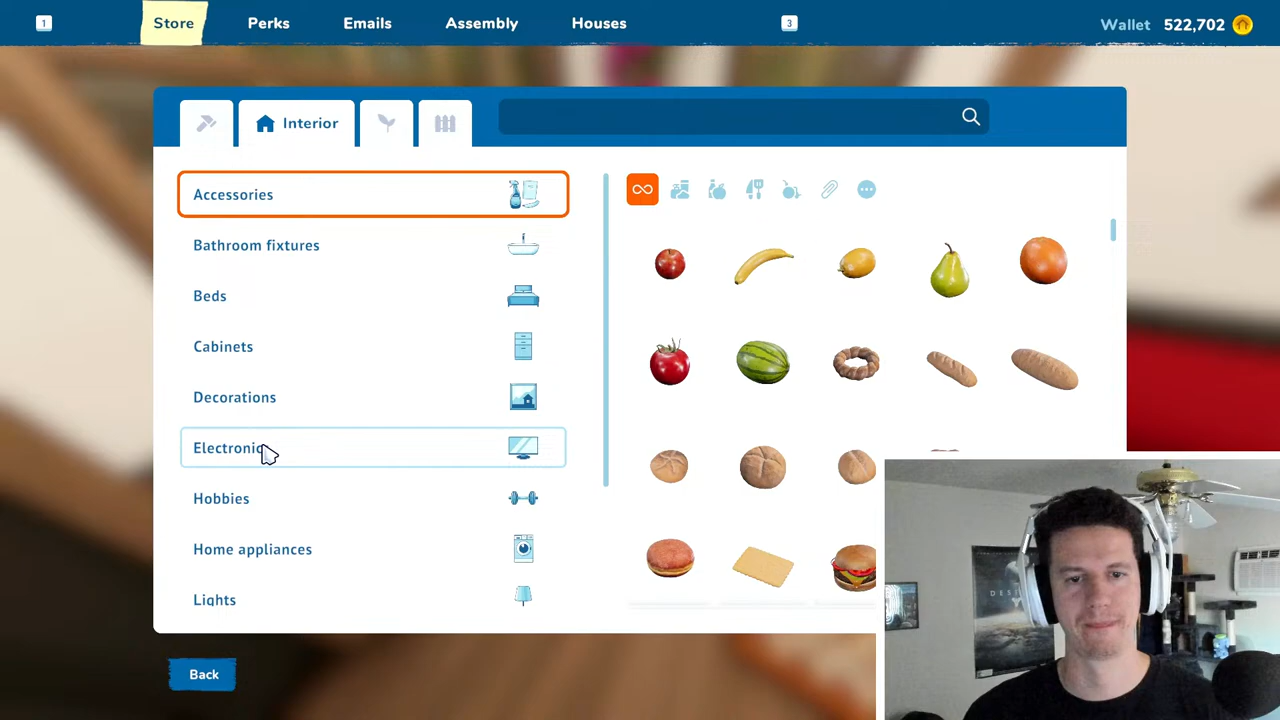 1 Store Perks Emails Assembly Houses 3 Wallet 522,702
Interior
Accessories
Bathroom fixtures
Beds
Cabinets
Decorations
Electronic
Hobbies
Home appliances
Lights
Back